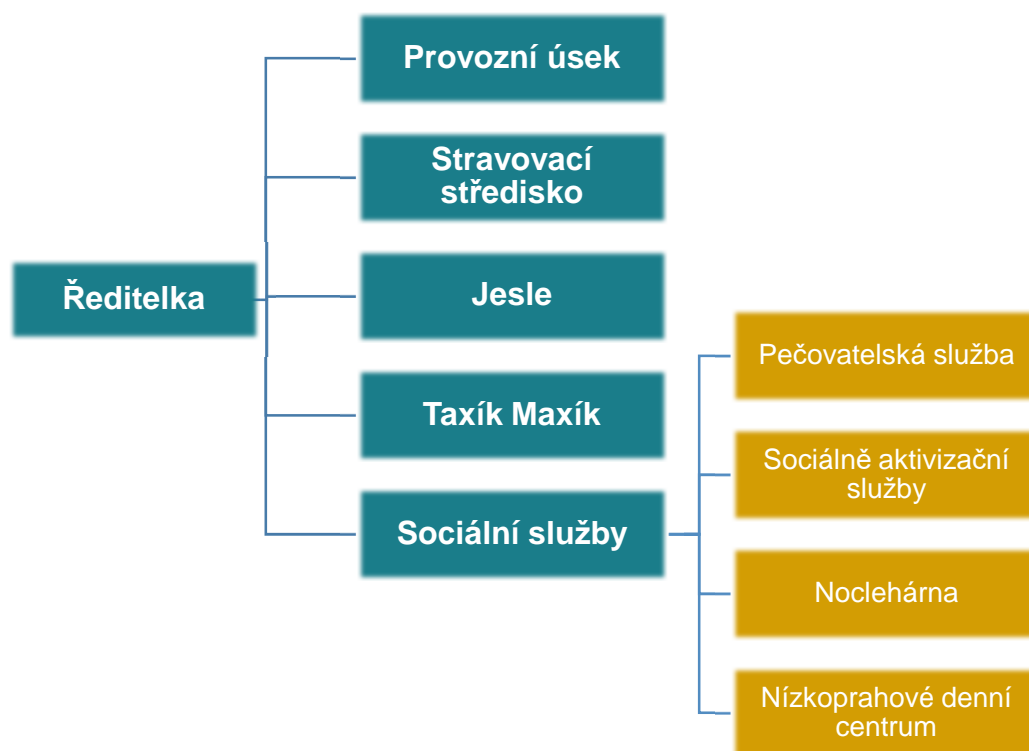 Ředitelka
Provozní úsek
Stravovací
středisko
Jesle
Taxík Maxík
Sociální služby
Pečovatelská služba
Sociálně aktivizační
služby
Noclehárna
Nízkoprahové denní
centrum